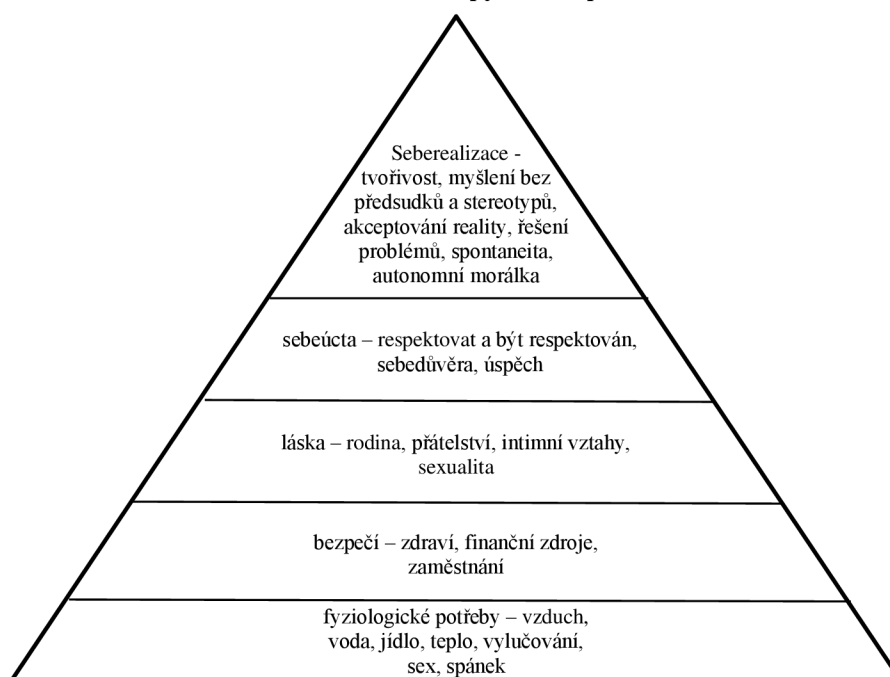 Seberealizace -
tvořivost, myšlení bez
předsudků a stereotypů,
akceptování reality, řešení
problémů, spontaneita,
autonomní morálka
sebeúcta – respektovat a být respektován,
sebedůvěra, úspěch
láska – rodina, přátelství, intimní vztahy,
sexualita
bezpečí – zdraví, finanční zdroje,
zaměstnání
fyziologické potřeby – vzduch,
voda, jídlo, teplo, vylučování,
sex, spánek